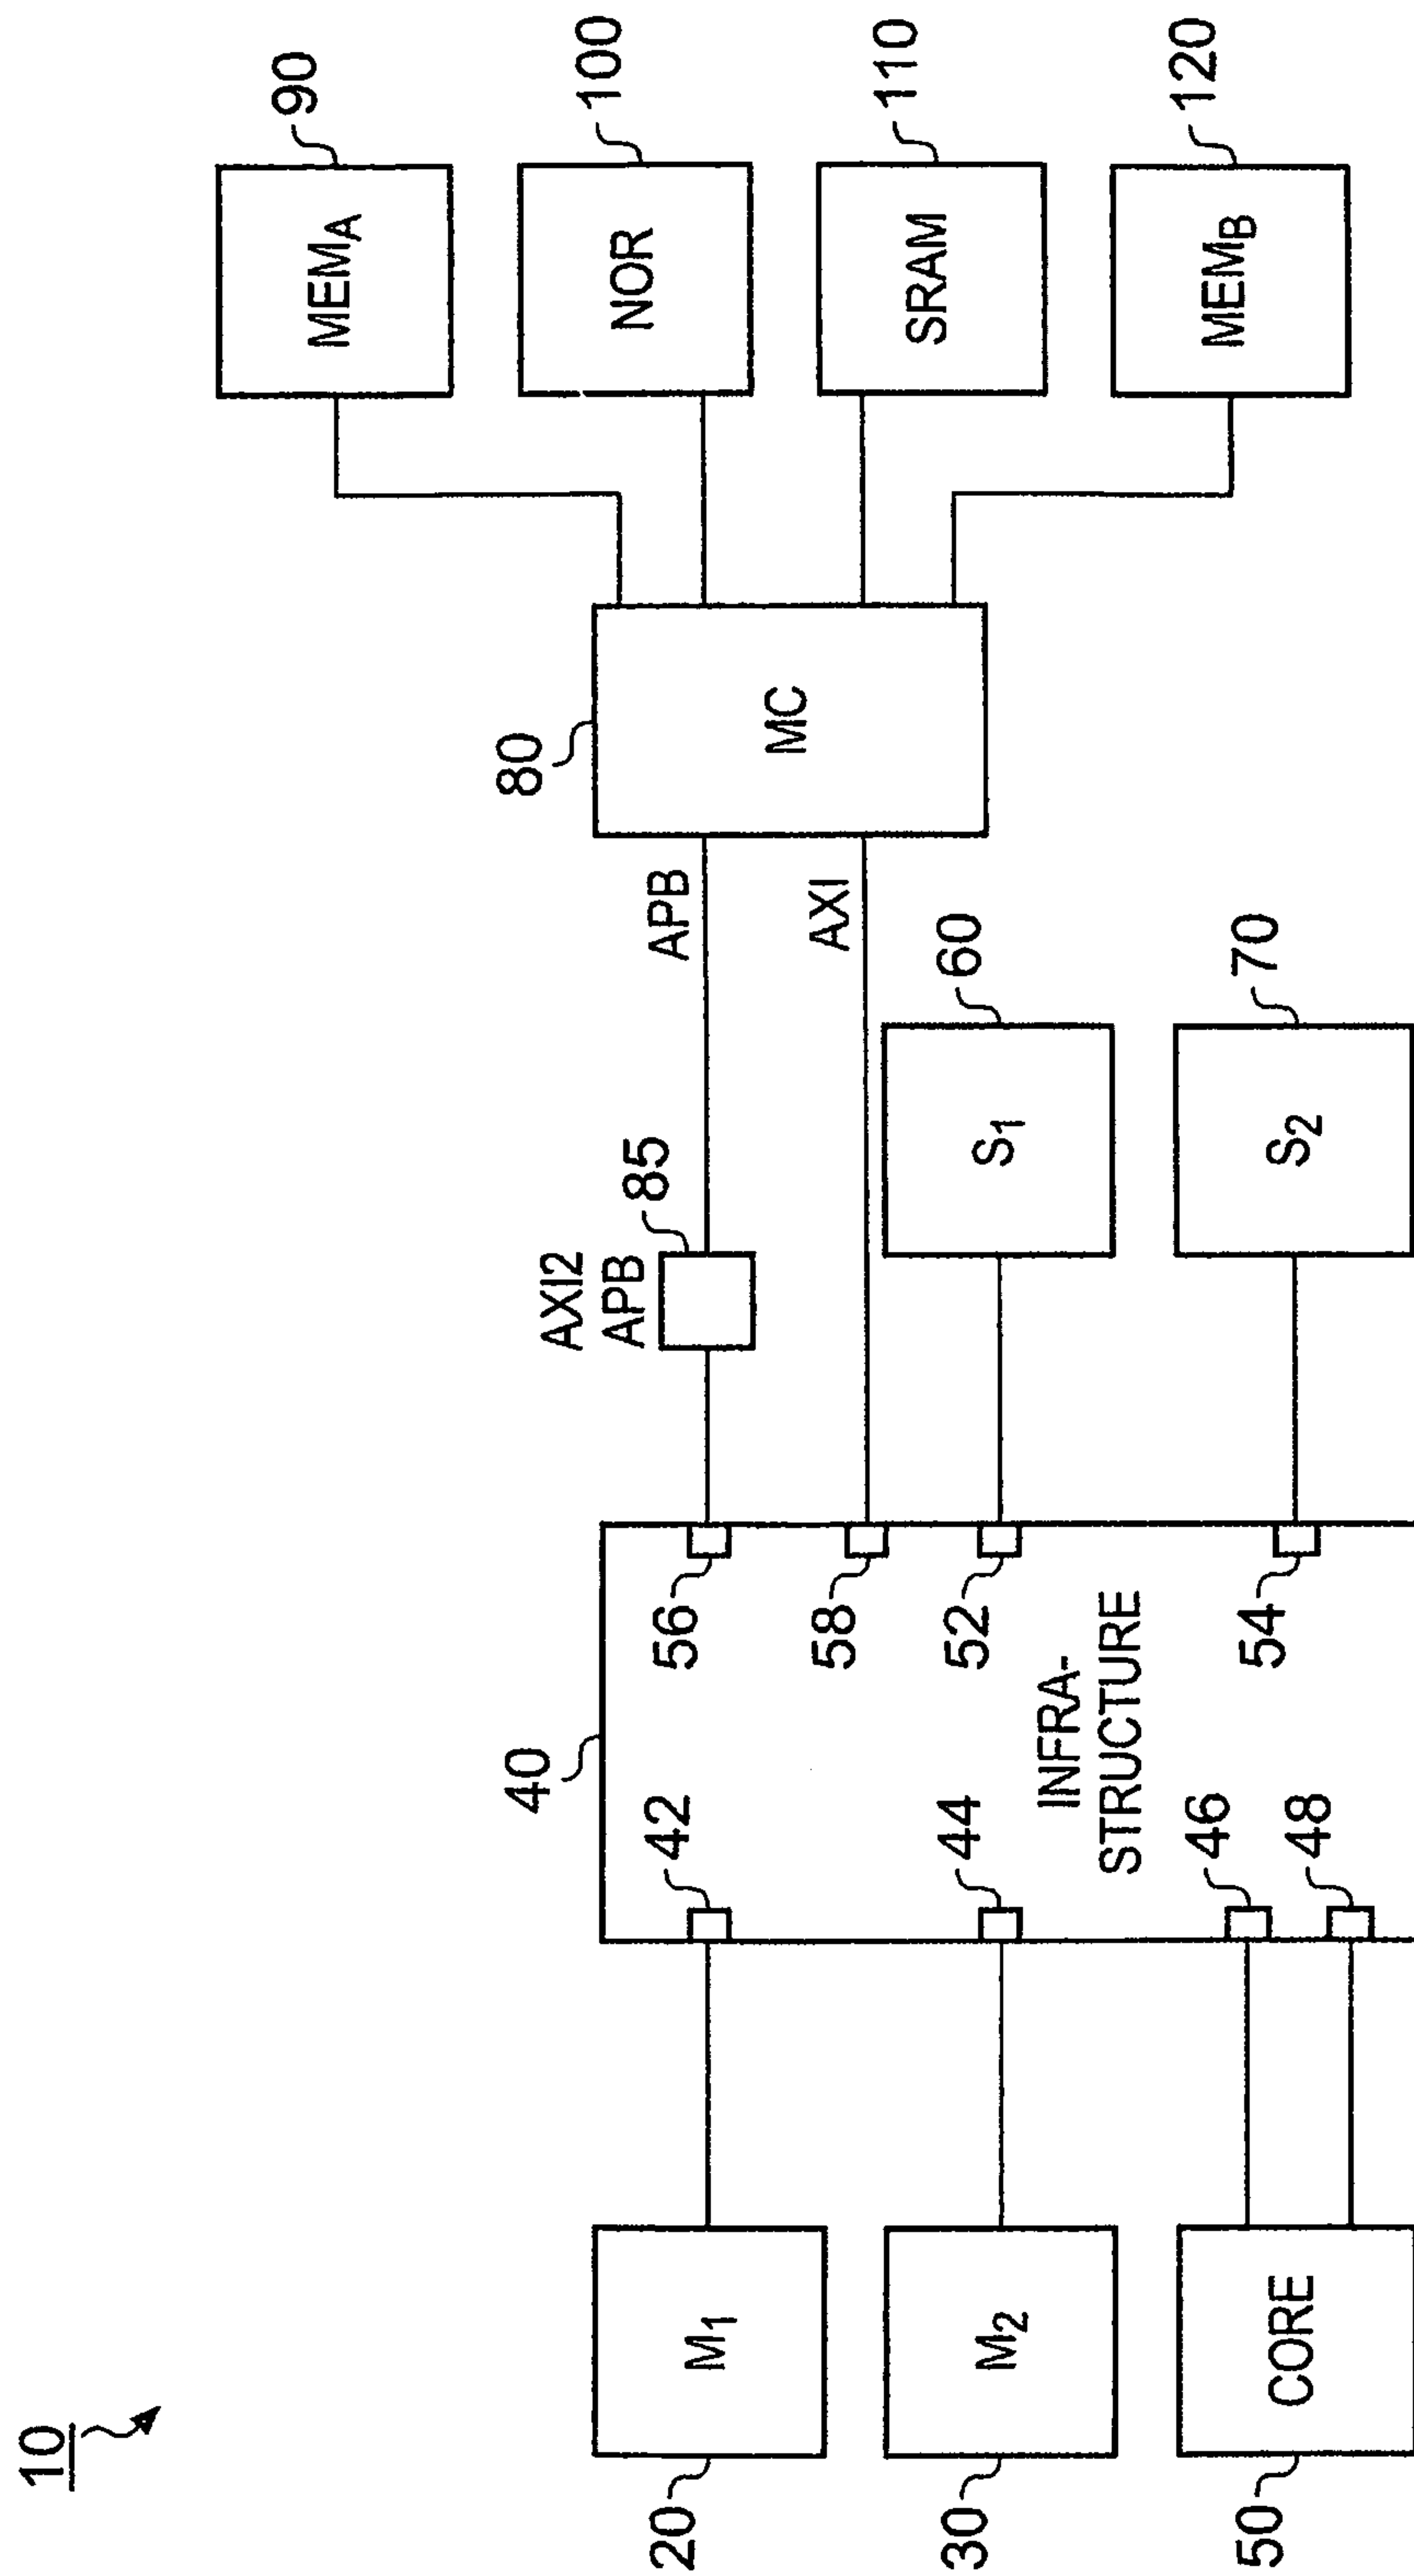 10
20
M1
30
M2
50
CORE
40
42
44
46
48
INFRA-
STRUCTURE
56
58
52
54
AXI2
APB
85
APB
AXI
S1
60
S2
70
80
MC
MEMA
90
NOR
100
SRAM
110
MEMB
120